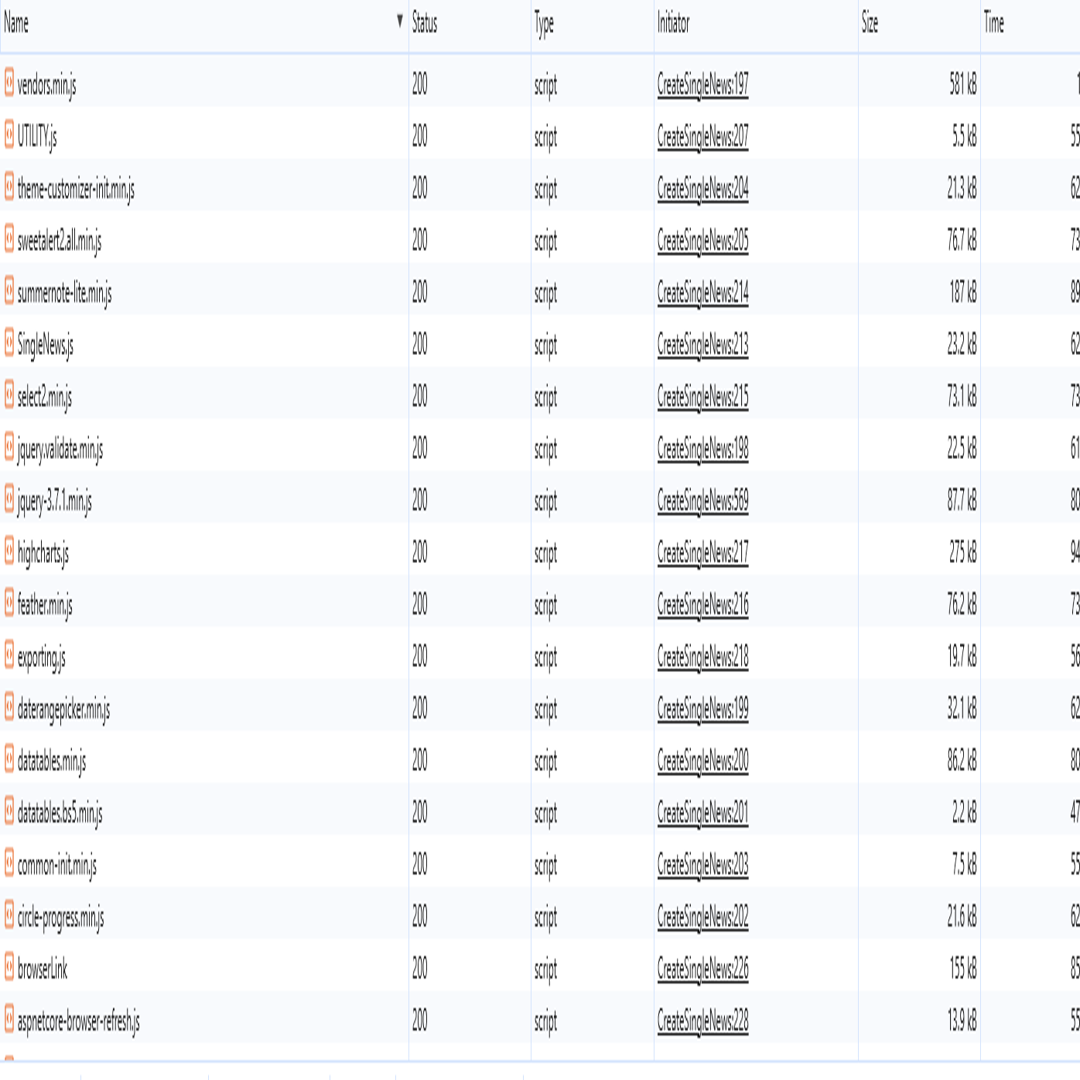 Name ▼ Status Type Initiator Size Time
vendors.min.js 200 script CreateSingleNews:197 581 kB 1
UTILITY.js 200 script CreateSingleNews:207 5.5 kB 55
theme-customizer-init.min.js 200 script CreateSingleNews:204 21.3 kB 62
sweetalert2.all.min.js 200 script CreateSingleNews:205 76.7 kB 73
summernote-lite.min.js 200 script CreateSingleNews:214 187 kB 89
SingleNews.js 200 script CreateSingleNews:213 23.2 kB 62
select2.min.js 200 script CreateSingleNews:215 73.1 kB 73
jquery.validate.min.js 200 script CreateSingleNews:198 22.5 kB 61
jquery-3.7.1.min.js 200 script CreateSingleNews:569 87.7 kB 80
highcharts.js 200 script CreateSingleNews:217 275 kB 94
feather.min.js 200 script CreateSingleNews:216 76.2 kB 73
exporting.js 200 script CreateSingleNews:218 19.7 kB 56
daterangepicker.min.js 200 script CreateSingleNews:199 32.1 kB 62
datatables.min.js 200 script CreateSingleNews:200 86.2 kB 80
datatables.bs5.min.js 200 script CreateSingleNews:201 2.2 kB 47
common-init.min.js 200 script CreateSingleNews:203 7.5 kB 55
circle-progress.min.js 200 script CreateSingleNews:202 21.6 kB 62
browserLink 200 script CreateSingleNews:226 155 kB 85
aspnetcore-browser-refresh.js 200 script CreateSingleNews:228 13.9 kB 55